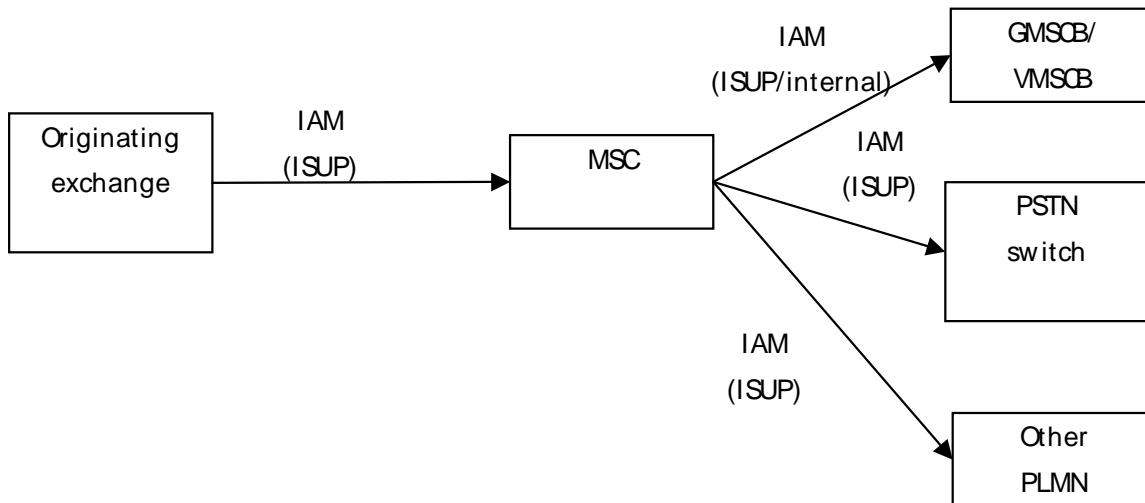 Originating
exchange
IAM
(ISUP)
MSC
IAM
(ISUP/internal)
GMSCB/
VMSCB
IAM
(ISUP)
PSTN
switch
IAM
(ISUP)
Other
PLMN